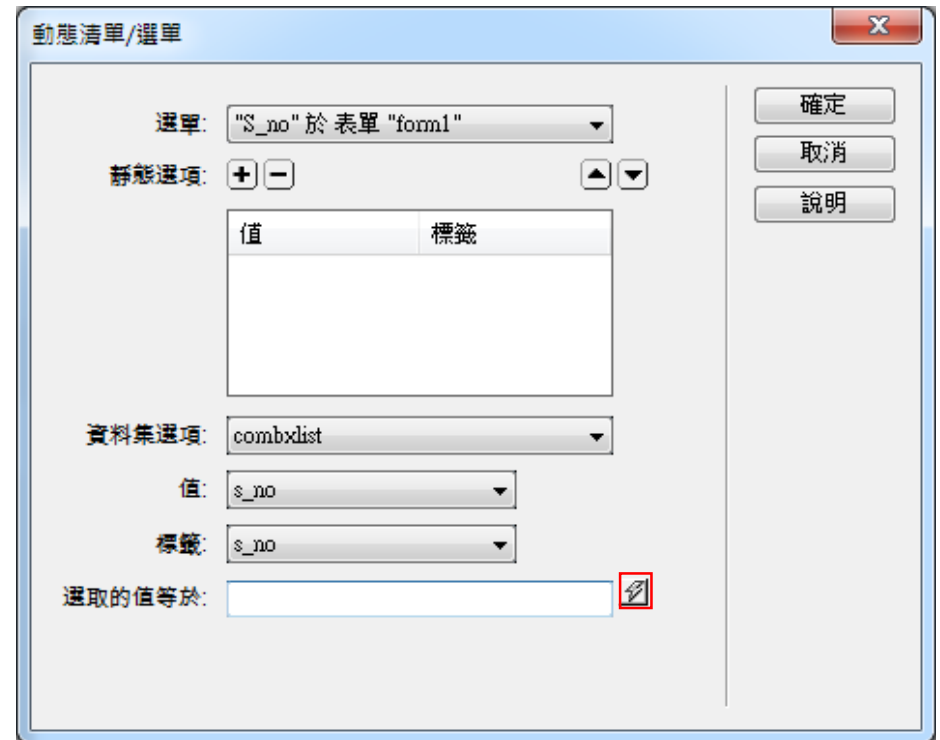 動態清單/選單
選單: "S_no" 於 表單 "form1"
靜態選項:
值 標籤
資料集選項: combxlist
值: s_no
標籤: s_no
選取的值等於:
確定
取消
說明